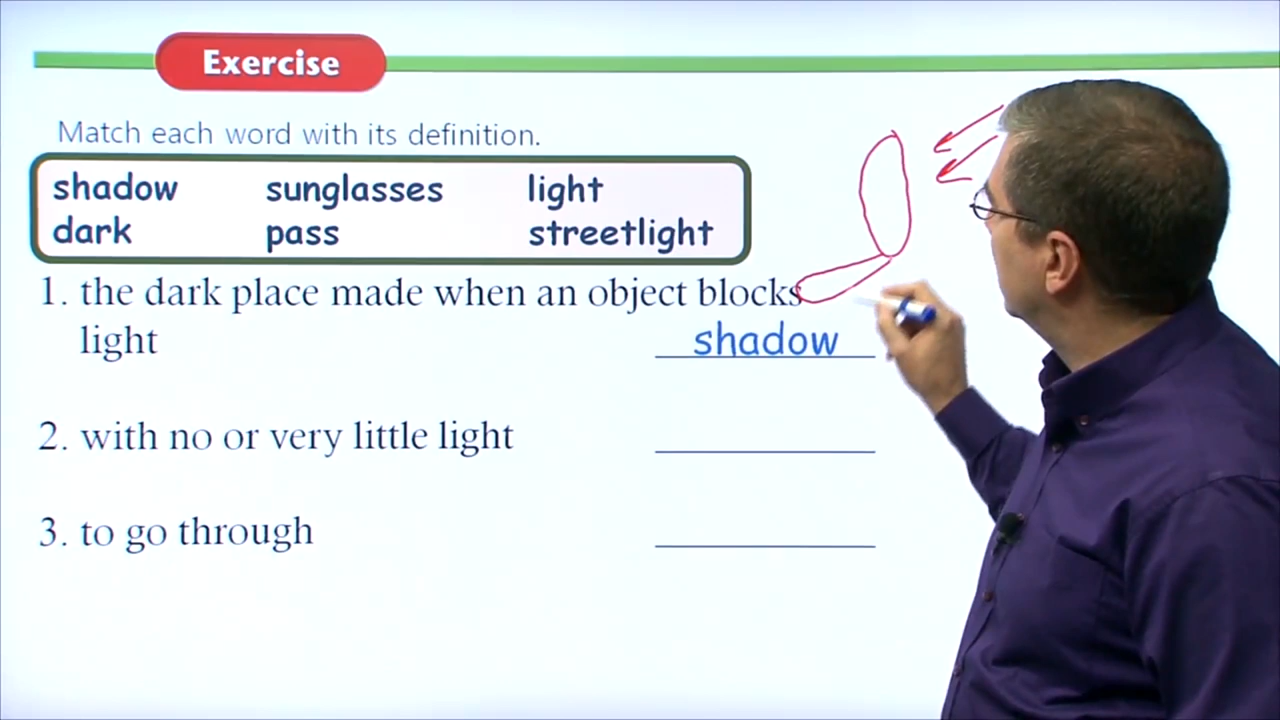 Exercise
Match each word with its definition.
shadow sunglasses light
dark pass streetlight
1. the dark place made when an object blocks
light shadow
2. with no or very little light
3. to go through